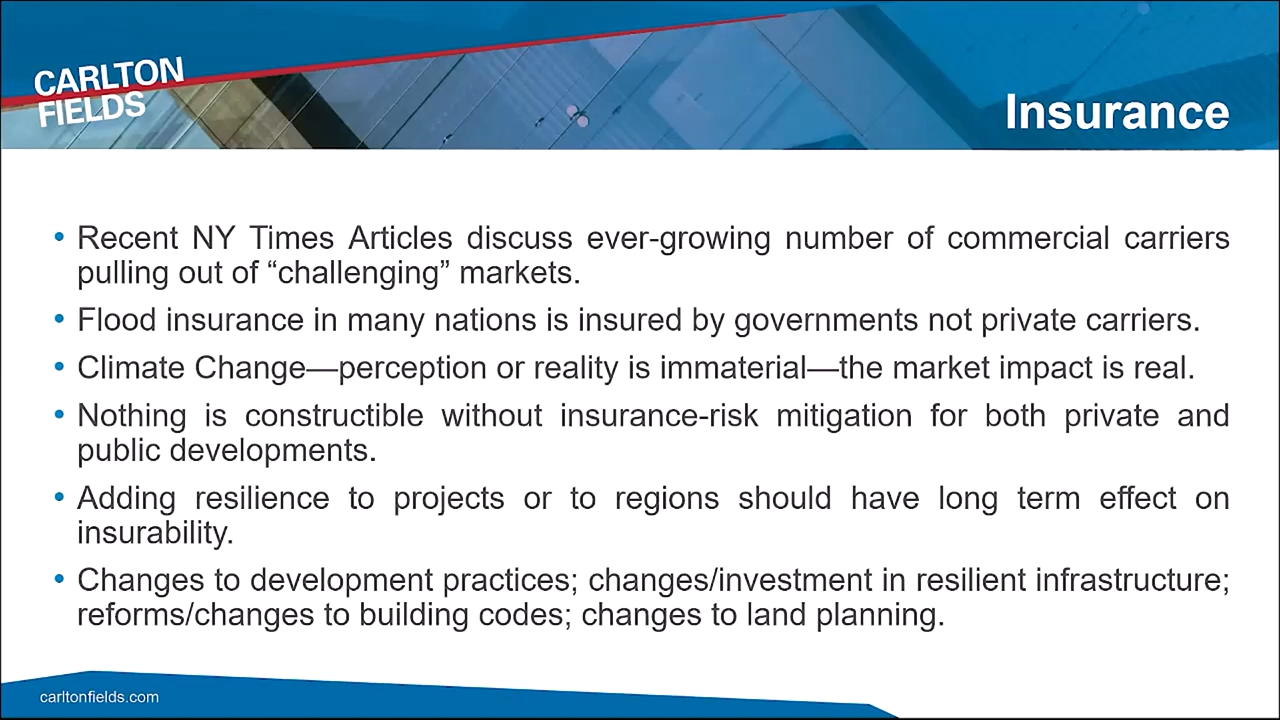 CARLTON
FIELDS
Insurance
• Recent NY Times Articles discuss ever-growing number of commercial carriers
pulling out of “challenging” markets.
• Flood insurance in many nations is insured by governments not private carriers.
• Climate Change—perception or reality is immaterial—the market impact is real.
• Nothing is constructible without insurance-risk mitigation for both private and
public developments.
• Adding resilience to projects or to regions should have long term effect on
insurability.
• Changes to development practices; changes/investment in resilient infrastructure;
reforms/changes to building codes; changes to land planning.
carltonfields.com